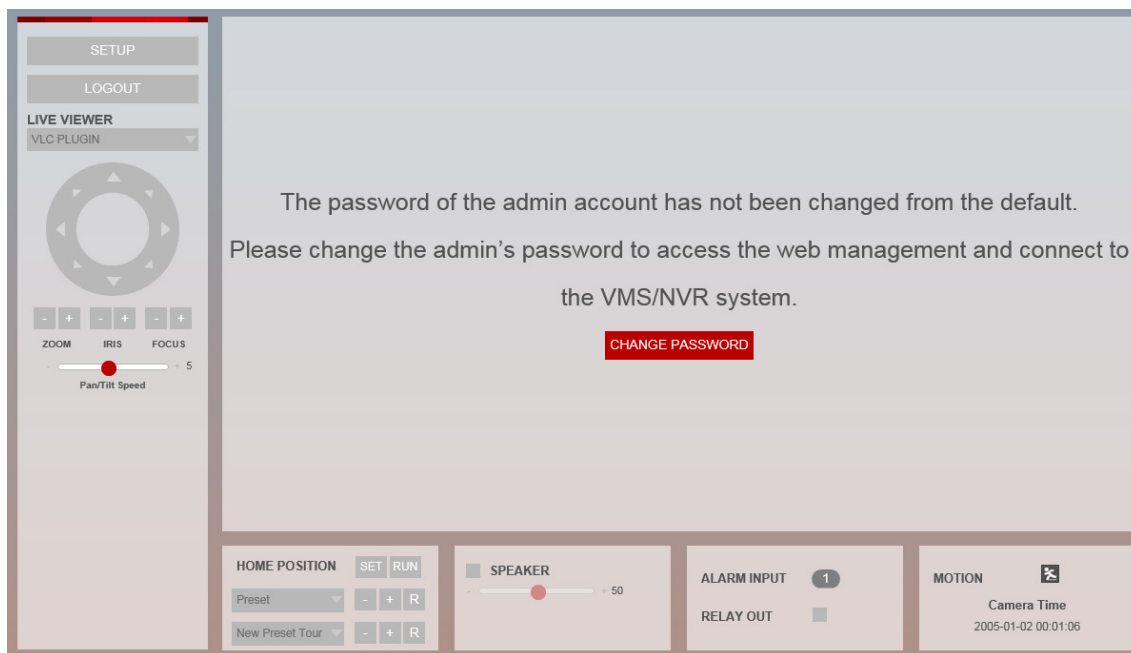 SETUP
LOGOUT
LIVE VIEWER
VLC PLUGIN
- + - + - +
ZOOM IRIS FOCUS
- + 5
Pan/Tilt Speed
The password of the admin account has not been changed from the default.
Please change the admin's password to access the web management and connect to
the VMS/NVR system.
CHANGE PASSWORD
HOME POSITION SET RUN
Preset - + R
New Preset Tour - + R
SPEAKER
- + 50
ALARM INPUT 1
RELAY OUT
MOTION
Camera Time
2005-01-02 00:01:06